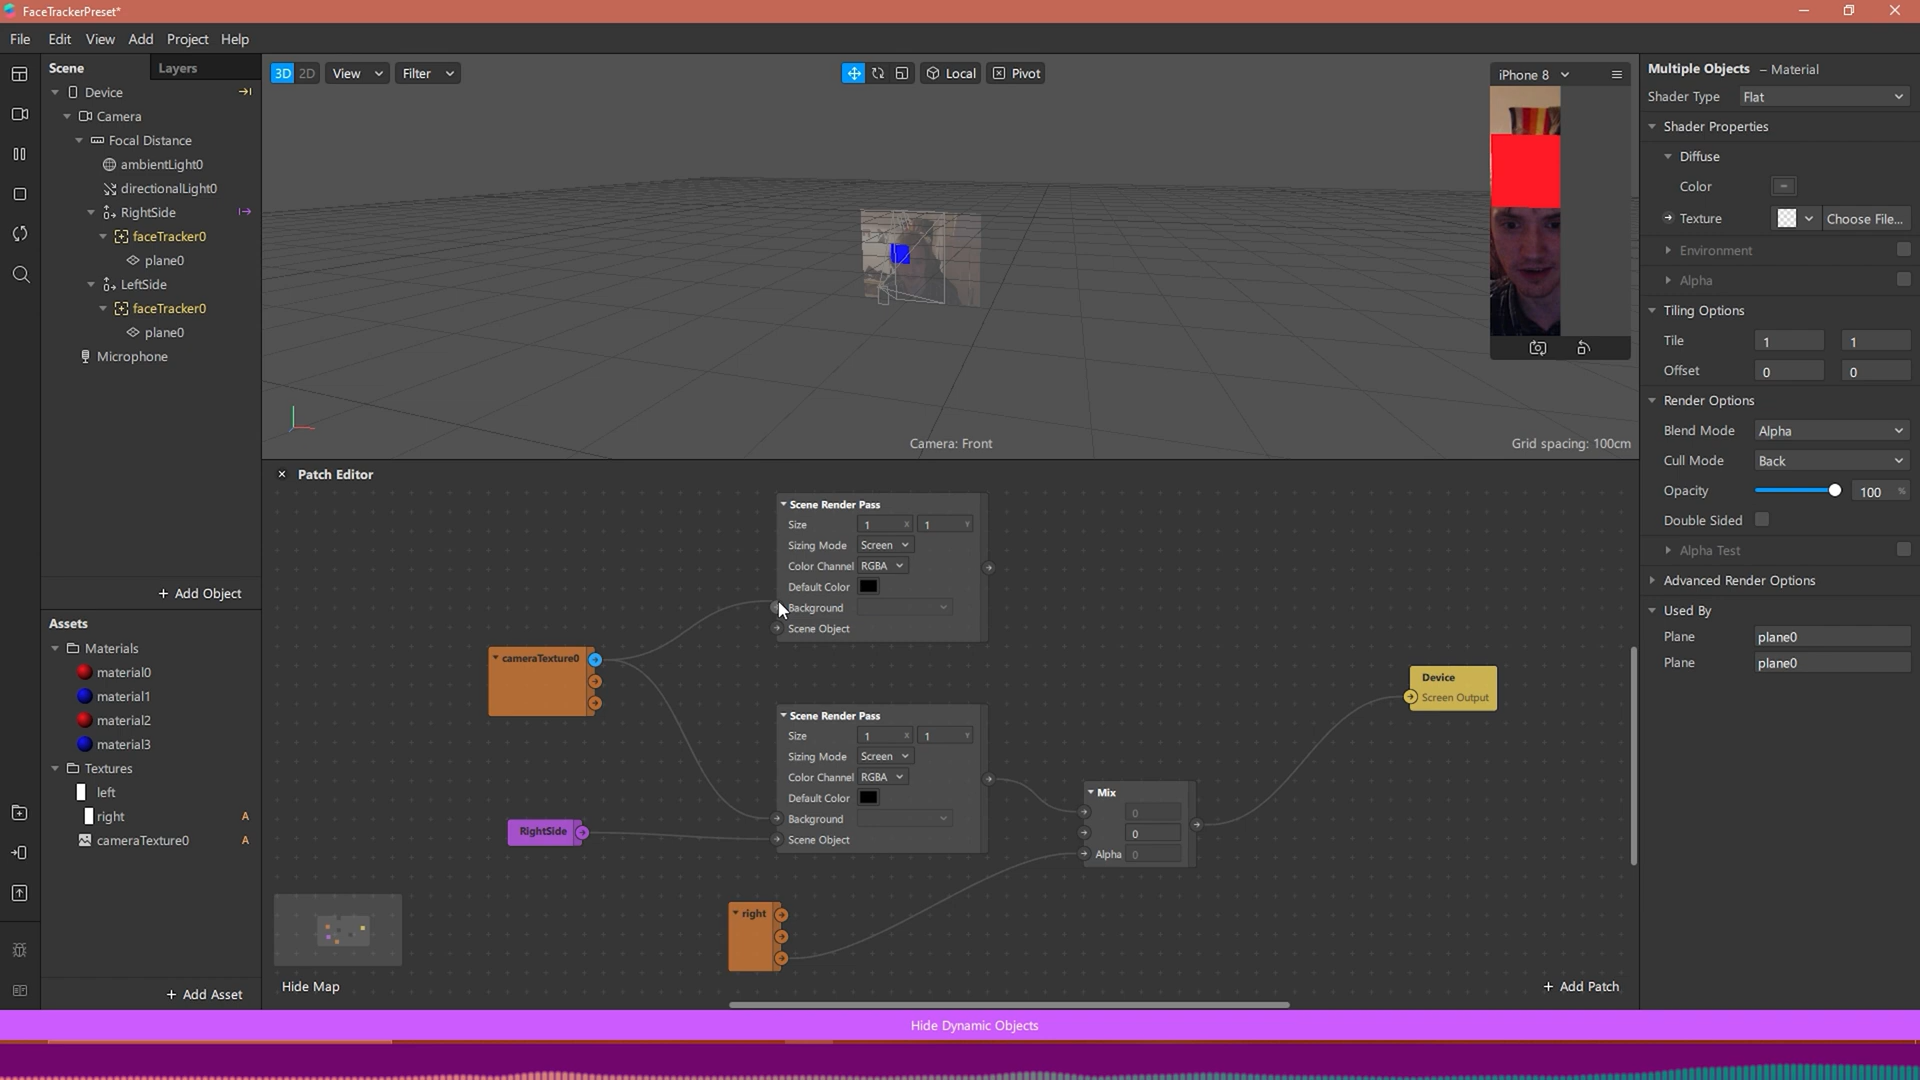 FaceTrackerPreset*
File Edit View Add Project Help
Scene Layers
Device
Camera
Focal Distance
ambientLight0
directionalLight0
RightSide
faceTracker0
plane0
LeftSide
faceTracker0
plane0
Microphone
+ Add Object
Assets
Materials
material0
material1
material2
material3
Textures
left
right A
cameraTexture0 A
+ Add Asset
3D 2D View Filter
Local Pivot
iPhone 8
Camera: Front
Grid spacing: 100cm
Patch Editor
Scene Render Pass
Size 1 X 1 Y
Sizing Mode Screen
Color Channel RGBA
Default Color
Background
Scene Object
cameraTexture0
Scene Render Pass
Size 1 X 1 Y
Sizing Mode Screen
Color Channel RGBA
Default Color
Background
Scene Object
RightSide
right
Mix
0
0
Alpha 0
Device
Screen Output
Hide Map
+ Add Patch
Multiple Objects – Material
Shader Type Flat
Shader Properties
Diffuse
Color –
Texture Choose File...
Environment
Alpha
Tiling Options
Tile 1 1
Offset 0 0
Render Options
Blend Mode Alpha
Cull Mode Back
Opacity 100 %
Double Sided
Alpha Test
Advanced Render Options
Used By
Plane plane0
Plane plane0
Hide Dynamic Objects